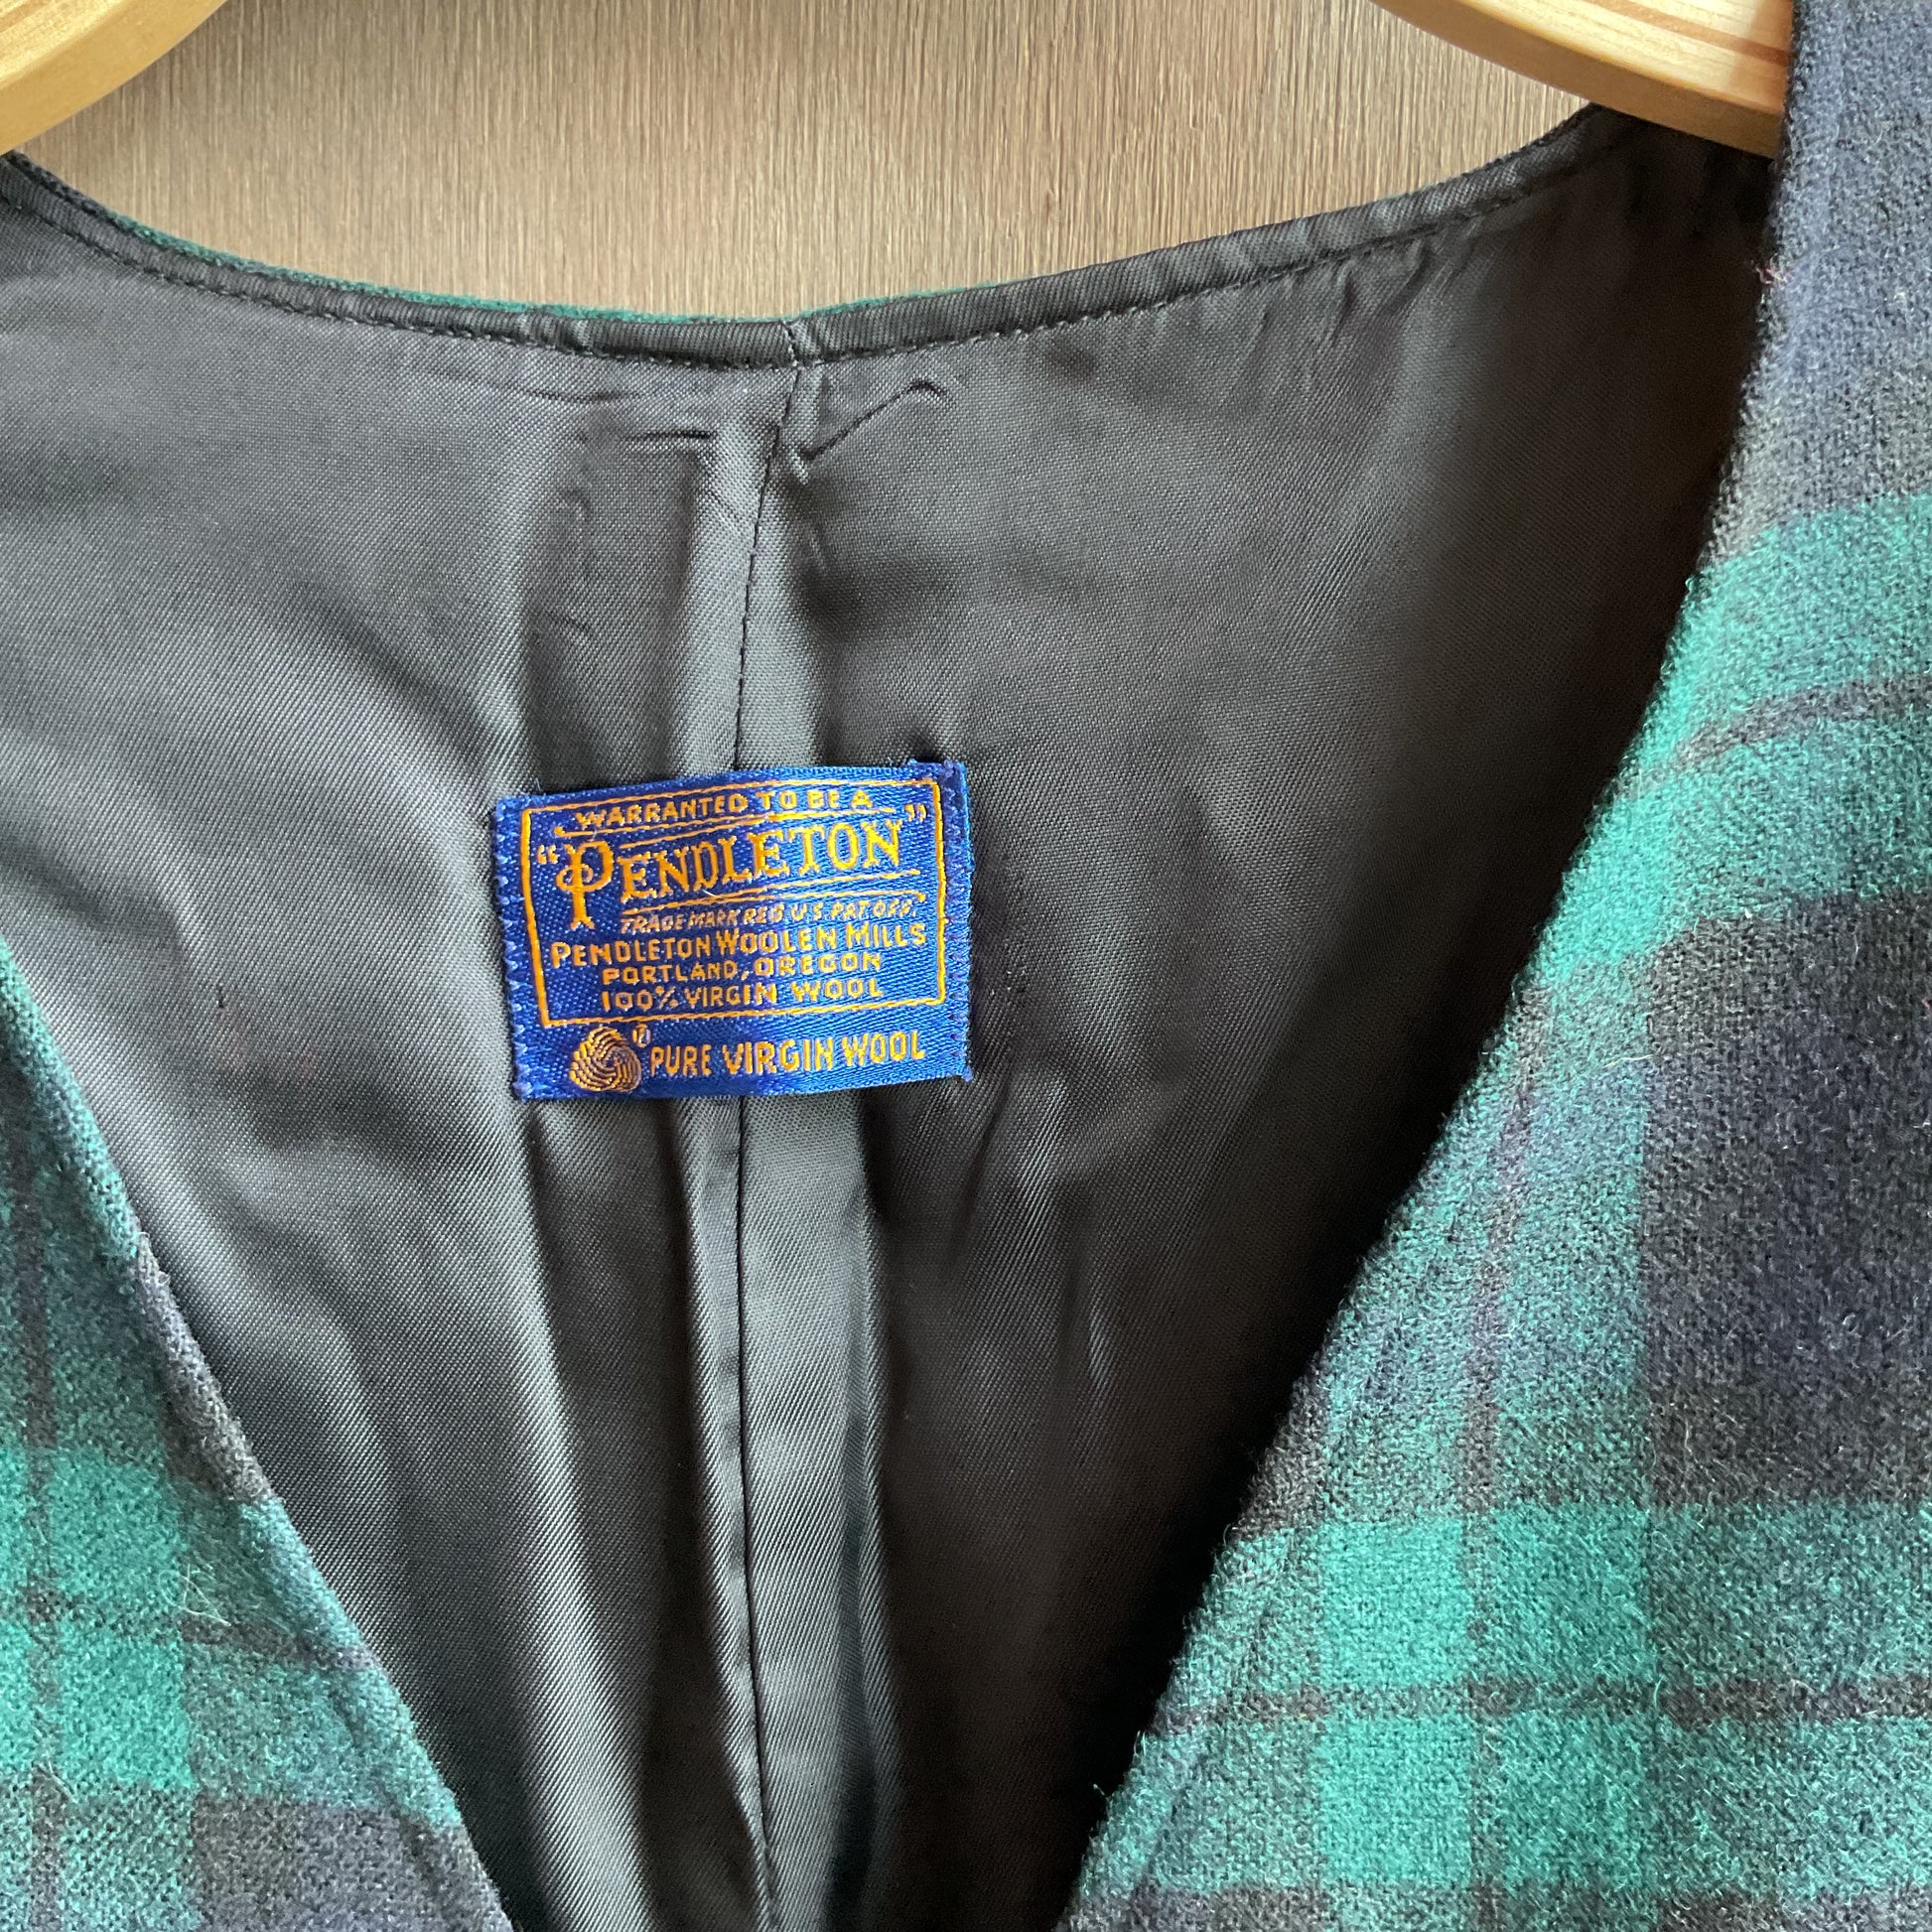 WARRANTED TO BE A
"PENDLETON"
TRADE MARK REG. U.S. PAT. OFF.
PENDLETON WOOLEN MILLS
PORTLAND, OREGON
100% VIRGIN WOOL
® PURE VIRGIN WOOL